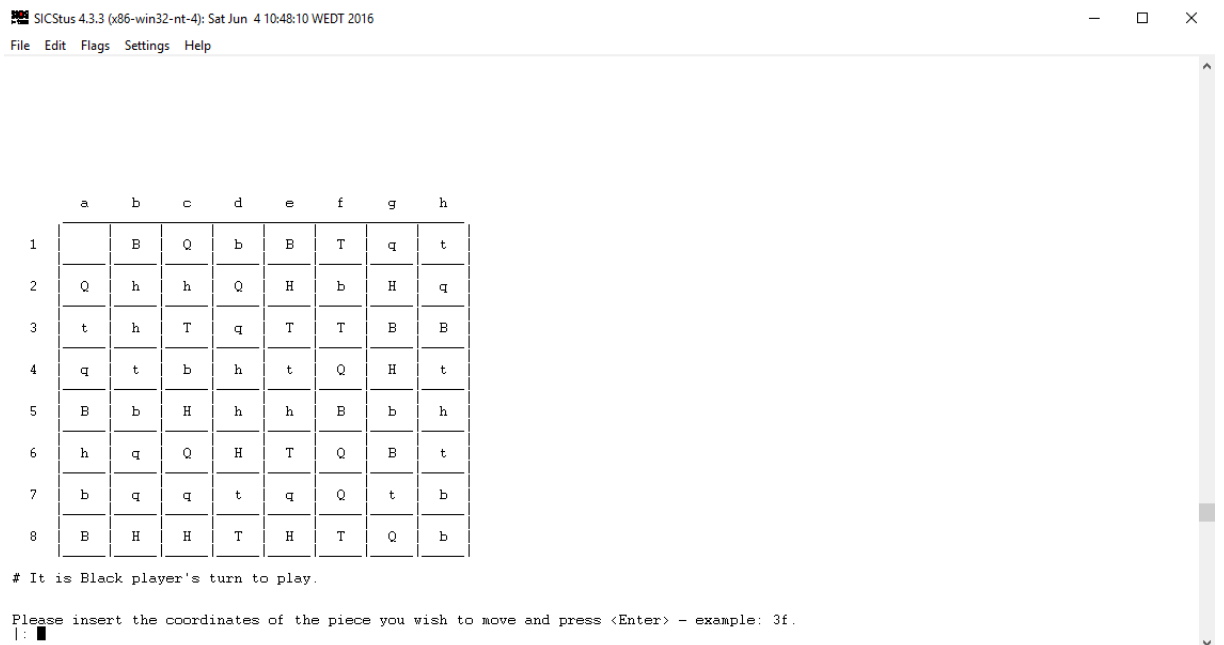 SICStus 4.3.3 (x86-win32-nt-4): Sat Jun 4 10:48:10 WEDT 2016
File Edit Flags Settings Help
a b c d e f g h
1 | | B | Q | b | B | T | q | t |
2 | Q | h | h | Q | H | b | H | q |
3 | t | h | T | q | T | T | B | B |
4 | q | t | b | h | t | Q | H | t |
5 | B | b | H | h | h | B | b | h |
6 | h | q | Q | H | T | Q | B | t |
7 | b | q | q | t | q | Q | t | b |
8 | B | H | H | T | H | T | Q | b |
# It is Black player's turn to play.
Please insert the coordinates of the piece you wish to move and press <Enter> – example: 3f.
|: